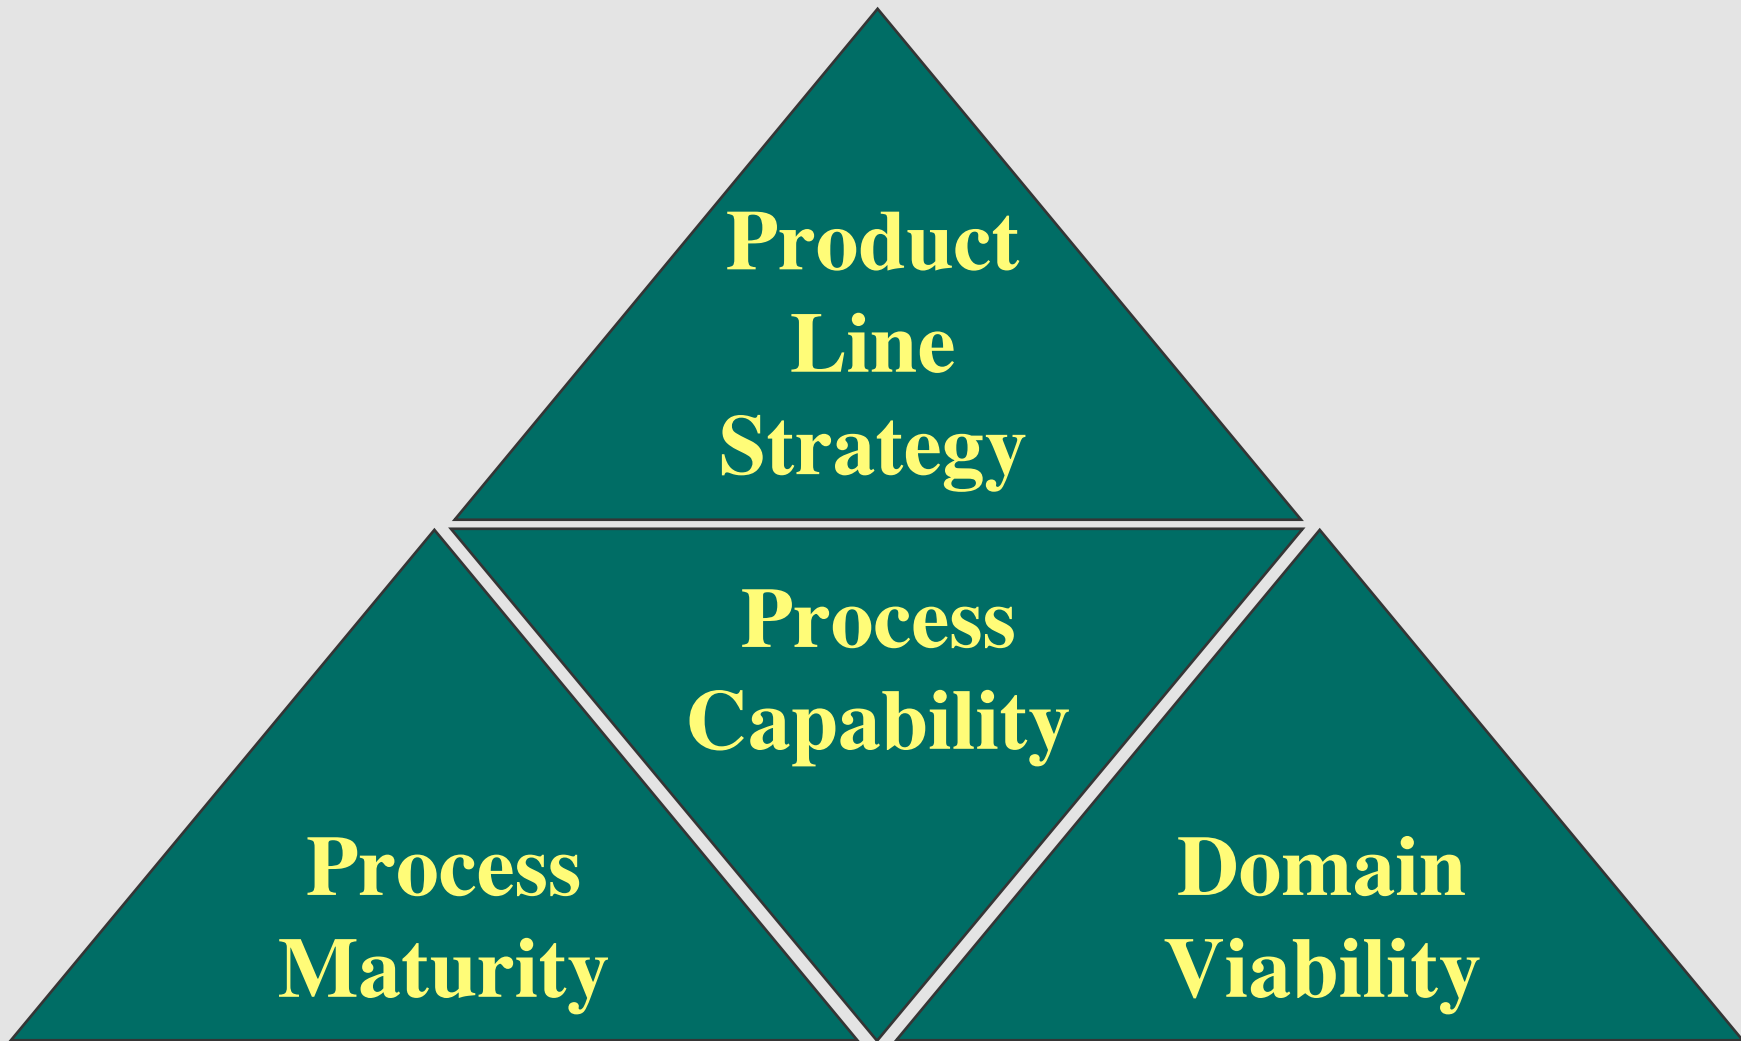 Product
Line
Strategy
Process
Capability
Process
Maturity
Domain
Viability